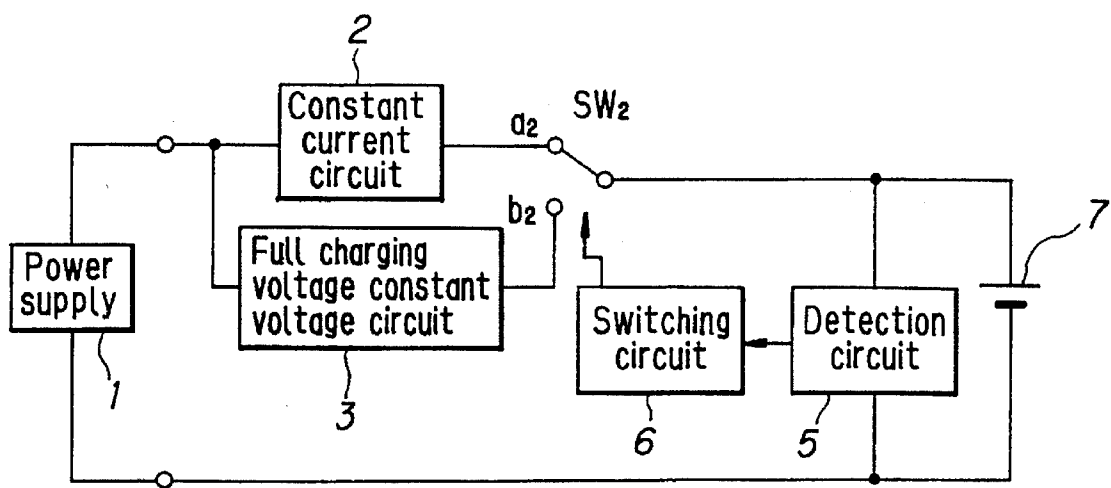 2
Constant
current
circuit
a2
SW2
b2
Full charging
voltage constant
voltage circuit
3
Power
supply
1
Switching
circuit
6
Detection
circuit
5
7